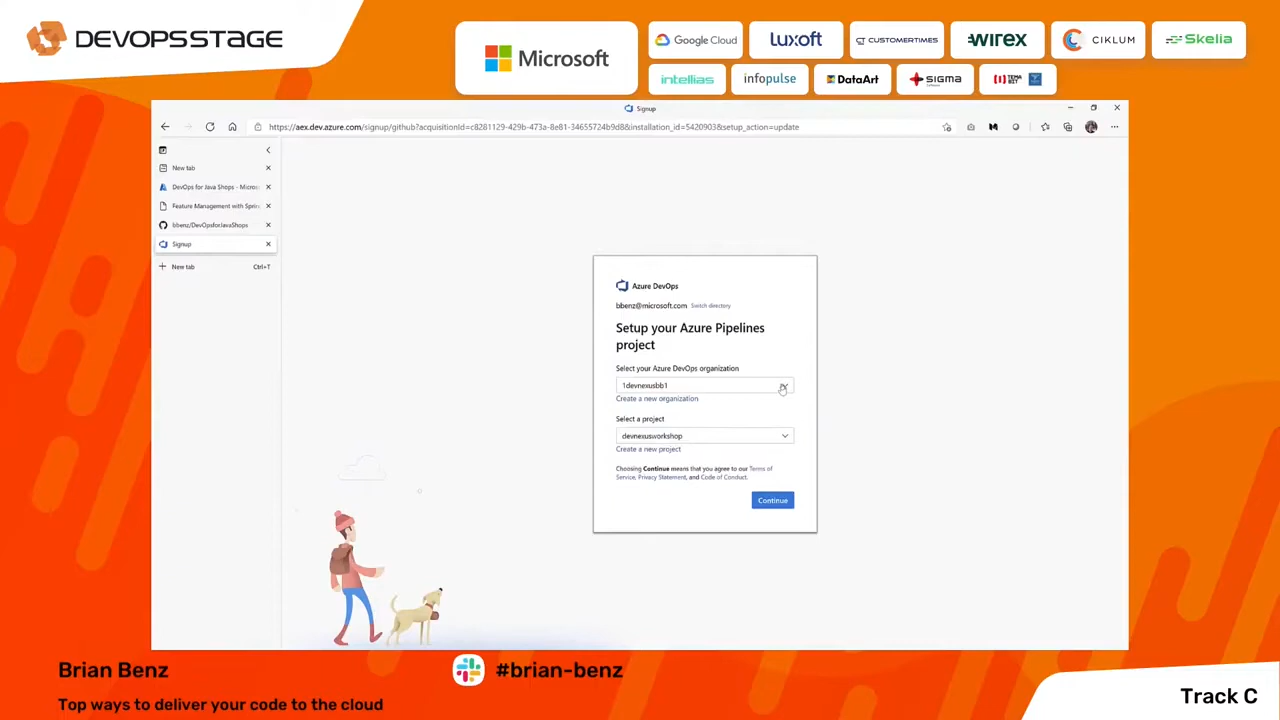 DEVOPSSTAGE
Microsoft
Google Cloud
luxoft
CUSTOMERTIMES
wirex
CIKLUM
Skelia
intellias
infopulse
DataArt
SIGMA
Software
TEMA
BIT
Signup
https://aex.dev.azure.com/signup/github?acquisitionId=c8281129-429b-473a-8e81-34655724b9d8&installation_id=5420903&setup_action=update
New tab
DevOps for Java Shops - Micros
Feature Management with Sprin
bbenz/DevOpsforJavaShops
Signup
New tab Ctrl+T
Azure DevOps
bbenz@microsoft.com Switch directory
Setup your Azure Pipelines
project
Select your Azure DevOps organization
1devnexusbb1
Create a new organization
Select a project
devnexusworkshop
Create a new project
Choosing Continue means that you agree to our Terms of
Service, Privacy Statement, and Code of Conduct.
Continue
Brian Benz
#brian-benz
Top ways to deliver your code to the cloud
Track C